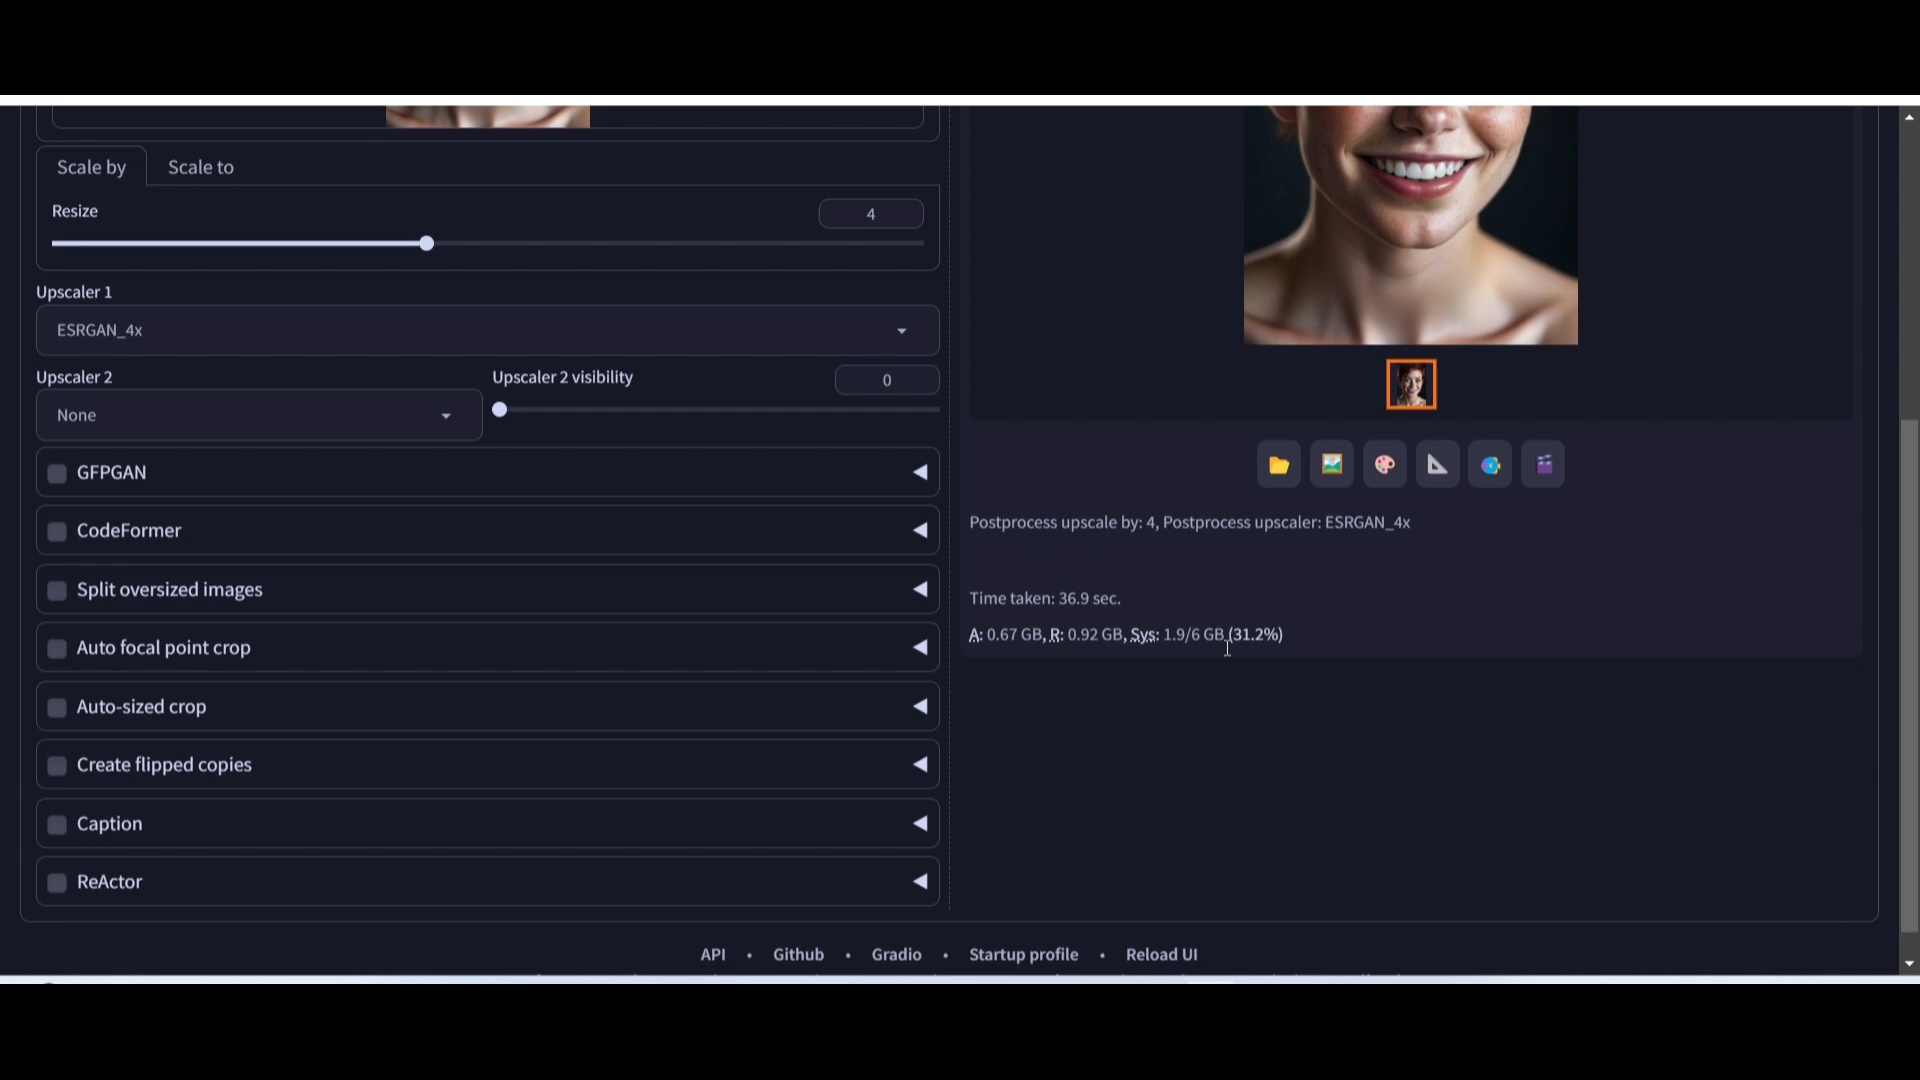 Scale by
Scale to
Resize
4
Upscaler 1
ESRGAN_4x
Upscaler 2
Upscaler 2 visibility
0
None
GFPGAN
CodeFormer
Split oversized images
Auto focal point crop
Auto-sized crop
Create flipped copies
Caption
ReActor
Postprocess upscale by: 4, Postprocess upscaler: ESRGAN_4x
Time taken: 36.9 sec.
A: 0.67 GB, R: 0.92 GB, Sys: 1.9/6 GB (31.2%)
API • Github • Gradio • Startup profile • Reload UI